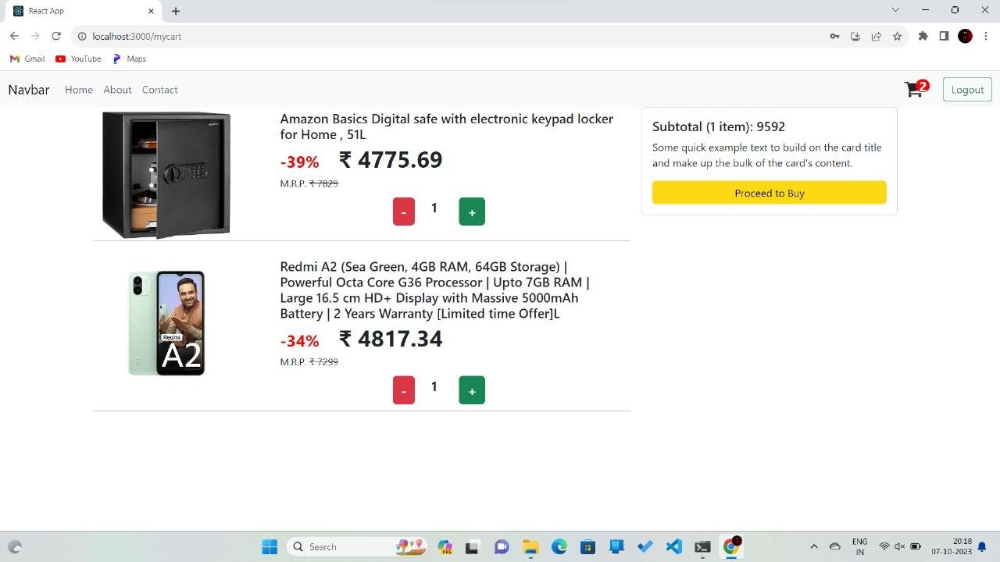 React App
localhost:3000/mycart
Gmail YouTube Maps
Navbar Home About Contact 2 Logout
Amazon Basics Digital safe with electronic keypad locker
for Home , 51L
-39% ₹ 4775.69
M.R.P. ₹ 7829
- 1 +
Redmi A2 (Sea Green, 4GB RAM, 64GB Storage) |
Powerful Octa Core G36 Processor | Upto 7GB RAM |
Large 16.5 cm HD+ Display with Massive 5000mAh
Battery | 2 Years Warranty [Limited time Offer]L
Redmi
A2
-34% ₹ 4817.34
M.R.P. ₹ 7299
- 1 +
Subtotal (1 item): 9592
Some quick example text to build on the card title
and make up the bulk of the card's content.
Proceed to Buy
Search
PRE
ENG
IN
20:18
07-10-2023